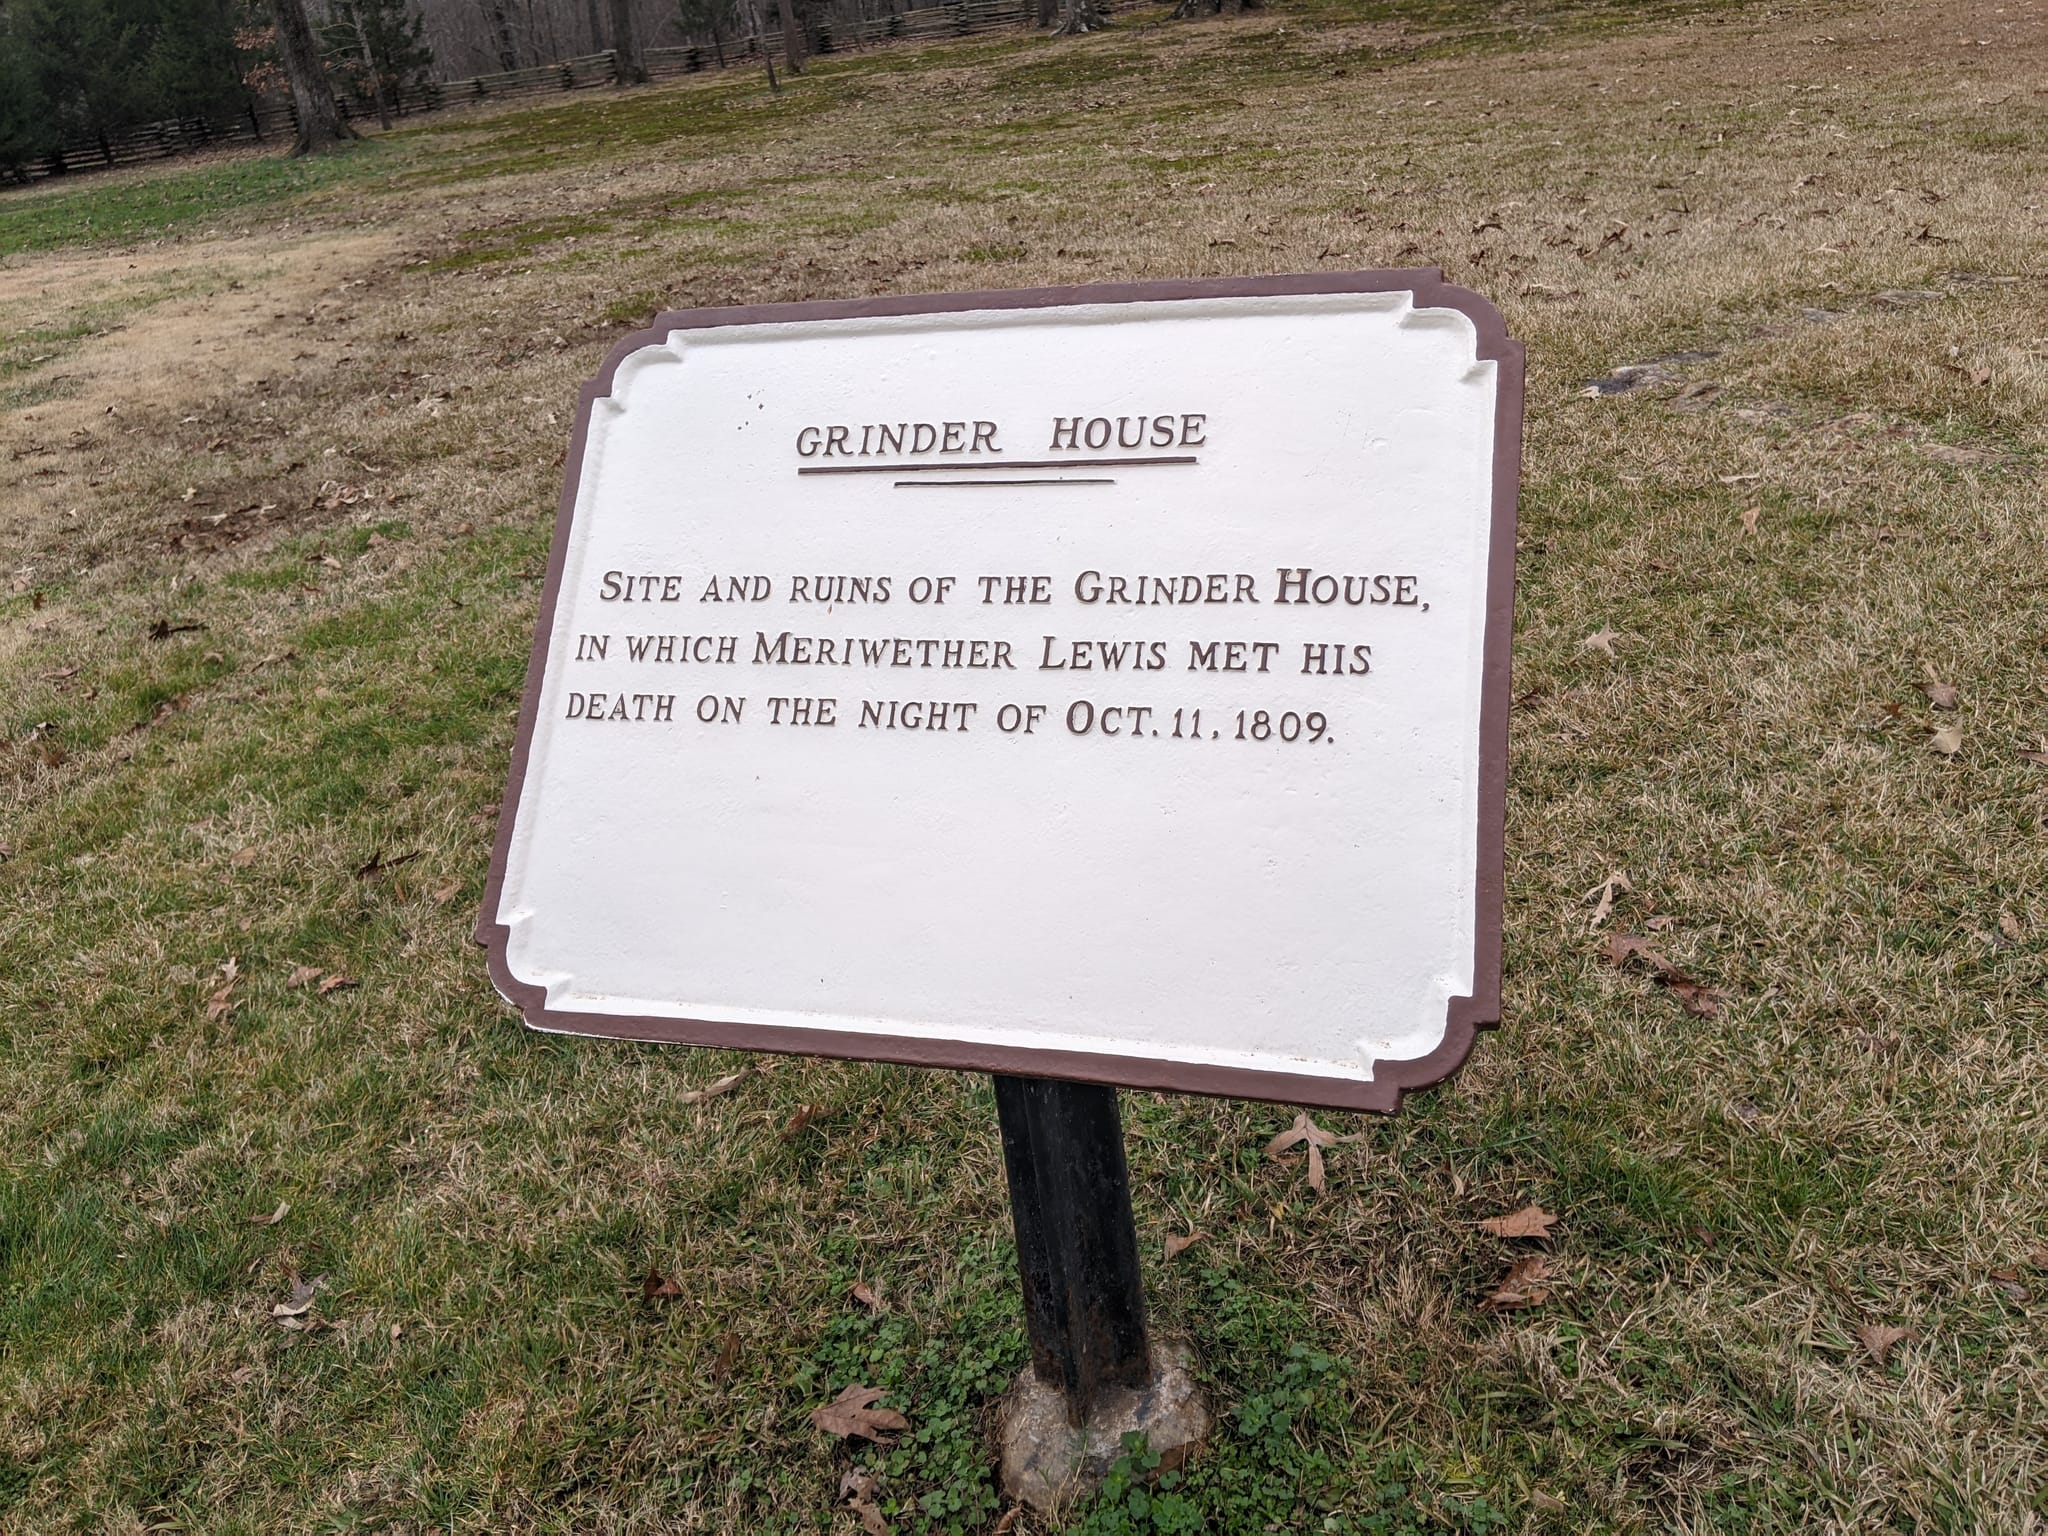 GRINDER HOUSE
SITE AND RUINS OF THE GRINDER HOUSE,
IN WHICH MERIWETHER LEWIS MET HIS
DEATH ON THE NIGHT OF OCT. 11, 1809.